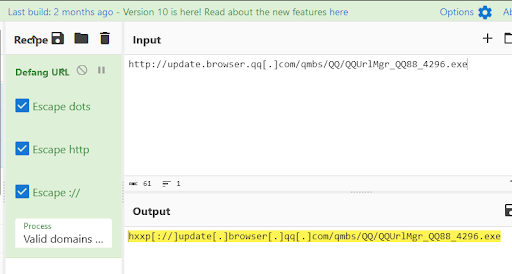 Last build: 2 months ago - Version 10 is here! Read about the new features here
Options
Recipe
Input
Defang URL
Escape dots
Escape http
Escape ://
Process
Valid domains ...
http://update.browser.qq[.]com/qmbs/QQ/QQUrlMgr_QQ88_4296.exe
61
1
Output
hxxp[://]update[.]browser[.]qq[.]com/qmbs/QQ/QQUrlMgr_QQ88_4296.exe